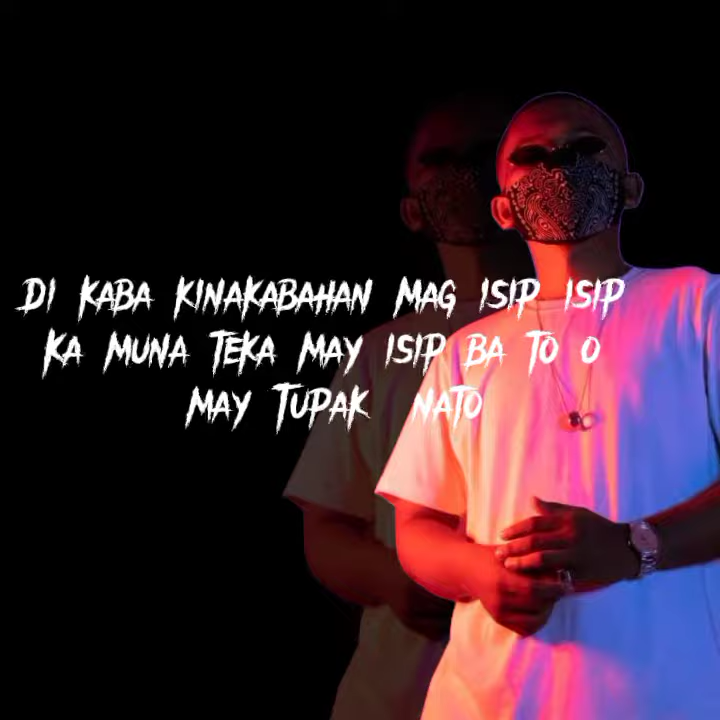 DI KABA KINAKABAHAN MAG ISIP ISIP
KA MUNA TEKA MAY ISIP BA TO O
MAY TUPAK NATO